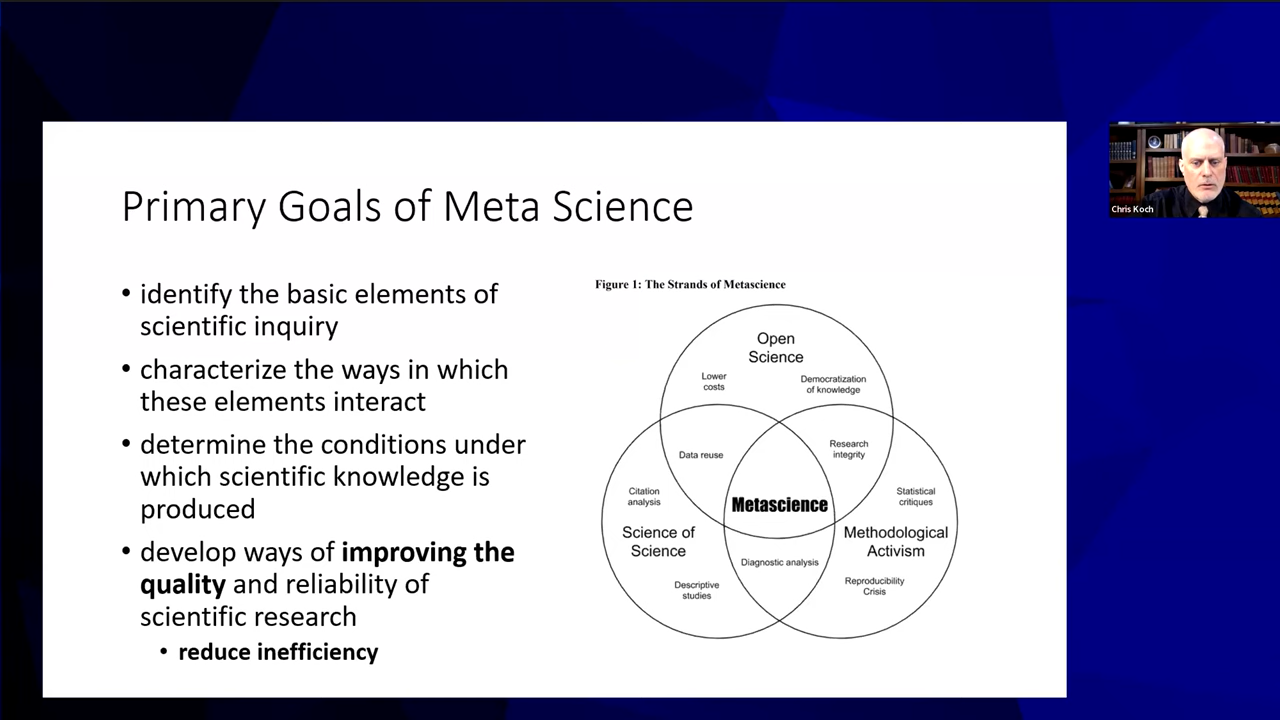 Primary Goals of Meta Science
• identify the basic elements of
scientific inquiry
• characterize the ways in which
these elements interact
• determine the conditions under
which scientific knowledge is
produced
• develop ways of improving the
quality and reliability of
scientific research
• reduce inefficiency
Figure 1: The Strands of Metascience
Open
Science
Lower
costs
Democratization
of knowledge
Data reuse
Research
integrity
Citation
analysis
Metascience
Statistical
critiques
Science of
Science
Methodological
Activism
Diagnostic analysis
Descriptive
studies
Reproducibility
Crisis
Chris Koch